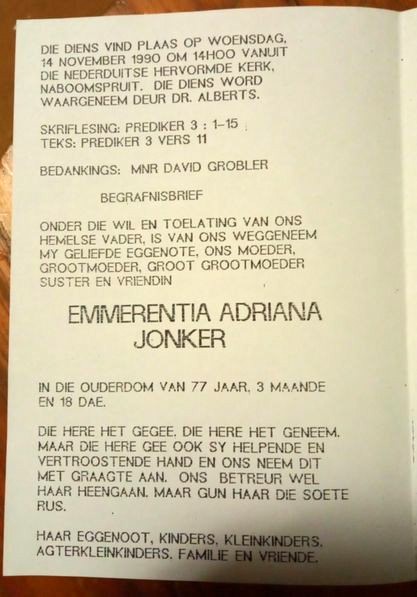 DIE DIENS VIND PLAAS OP WOENSDAG,
14 NOVEMBER 1990 OM 14H00 VANUIT
DIE NEDERDUITSE HERVORMDE KERK,
NABOOMSPRUIT. DIE DIENS WORD
WAARGENEEM DEUR DR. ALBERTS.
SKRIFLESING: PREDIKER 3 : 1-15
TEKS: PREDIKER 3 VERS 11
BEDANKINGS: MNR DAVID GROBLER
BEGRAFNISBRIEF
ONDER DIE WIL EN TOELATING VAN ONS
HEMELSE VADER, IS VAN ONS WEGGENEEM
MY GELIEFDE EGGENOTE, ONS MOEDER,
GROOTMOEDER, GROOT GROOTMOEDER
SUSTER EN VRIENDIN
EMMERENTIA ADRIANA
JONKER
IN DIE OUDERDOM VAN 77 JAAR, 3 MAANDE
EN 18 DAE.
DIE HERE HET GEGEE, DIE HERE HET GENEEM.
MAAR DIE HERE GEE OOK SY HELPENDE EN
VERTROOSTENDE HAND EN ONS NEEM DIT
MET GRAAGTE AAN. ONS BETREUR WEL
HAAR HEENGAAN, MAAR GUN HAAR DIE SOETE
RUS.
HAAR EGGENOOT, KINDERS, KLEINKINDERS,
AGTERKLEINKINDERS, FAMILIE EN VRIENDE.